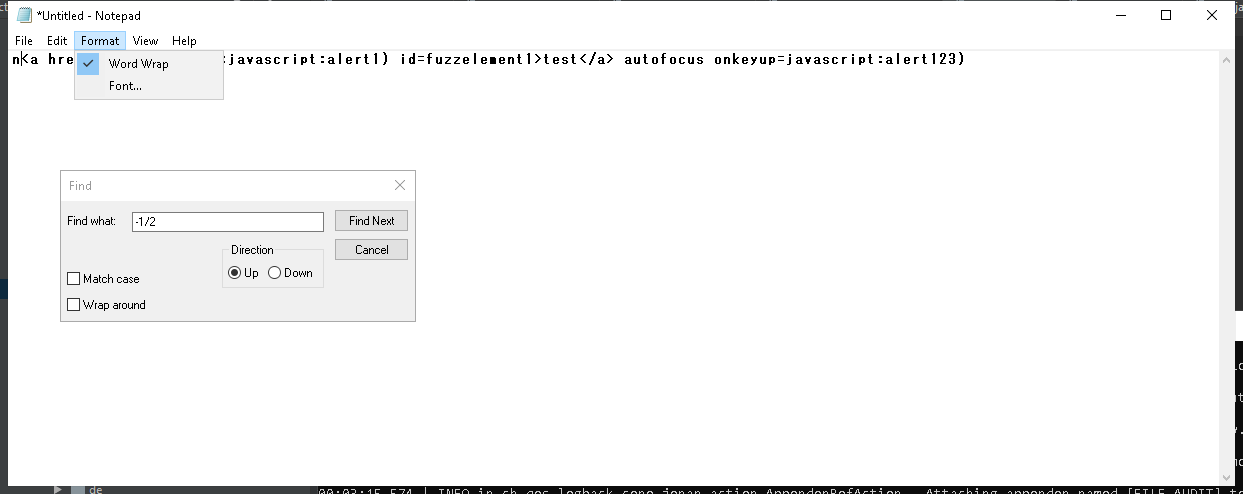 *Untitled - Notepad
File Edit Format View Help
n<a hre :javascript:alert1) id=fuzzelement1>test</a> autofocus onkeyup=javascript:alert123)
Word Wrap
Font...
Find
Find what: -1/2 Find Next
Direction Cancel
Up Down
Match case
Wrap around
de
00:03:15,574 | INFO in ch.qos.logback.core.joran.action.AppenderRefAction - Attaching appender named [FILE_AUDIT] t